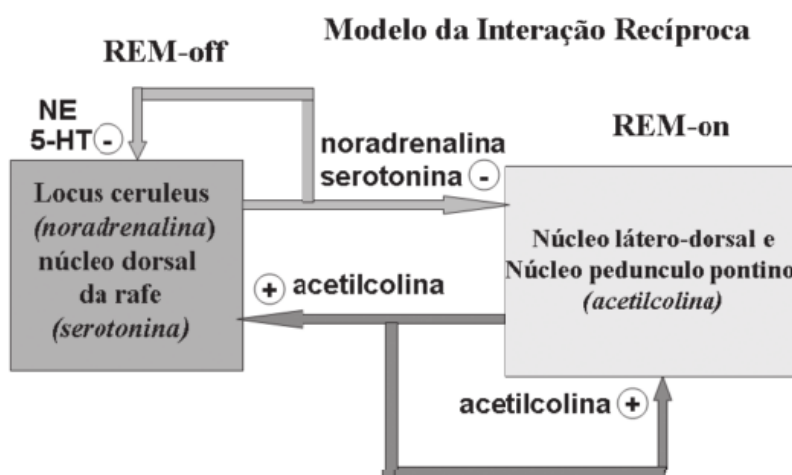 Modelo da Interação Recíproca
REM-off
NE
5-HT -
noradrenalina
serotonina -
REM-on
Locus ceruleus
(noradrenalina)
núcleo dorsal
da rafe
(serotonina)
+ acetilcolina
Núcleo látero-dorsal e
Núcleo pedunculo pontino
(acetilcolina)
acetilcolina +